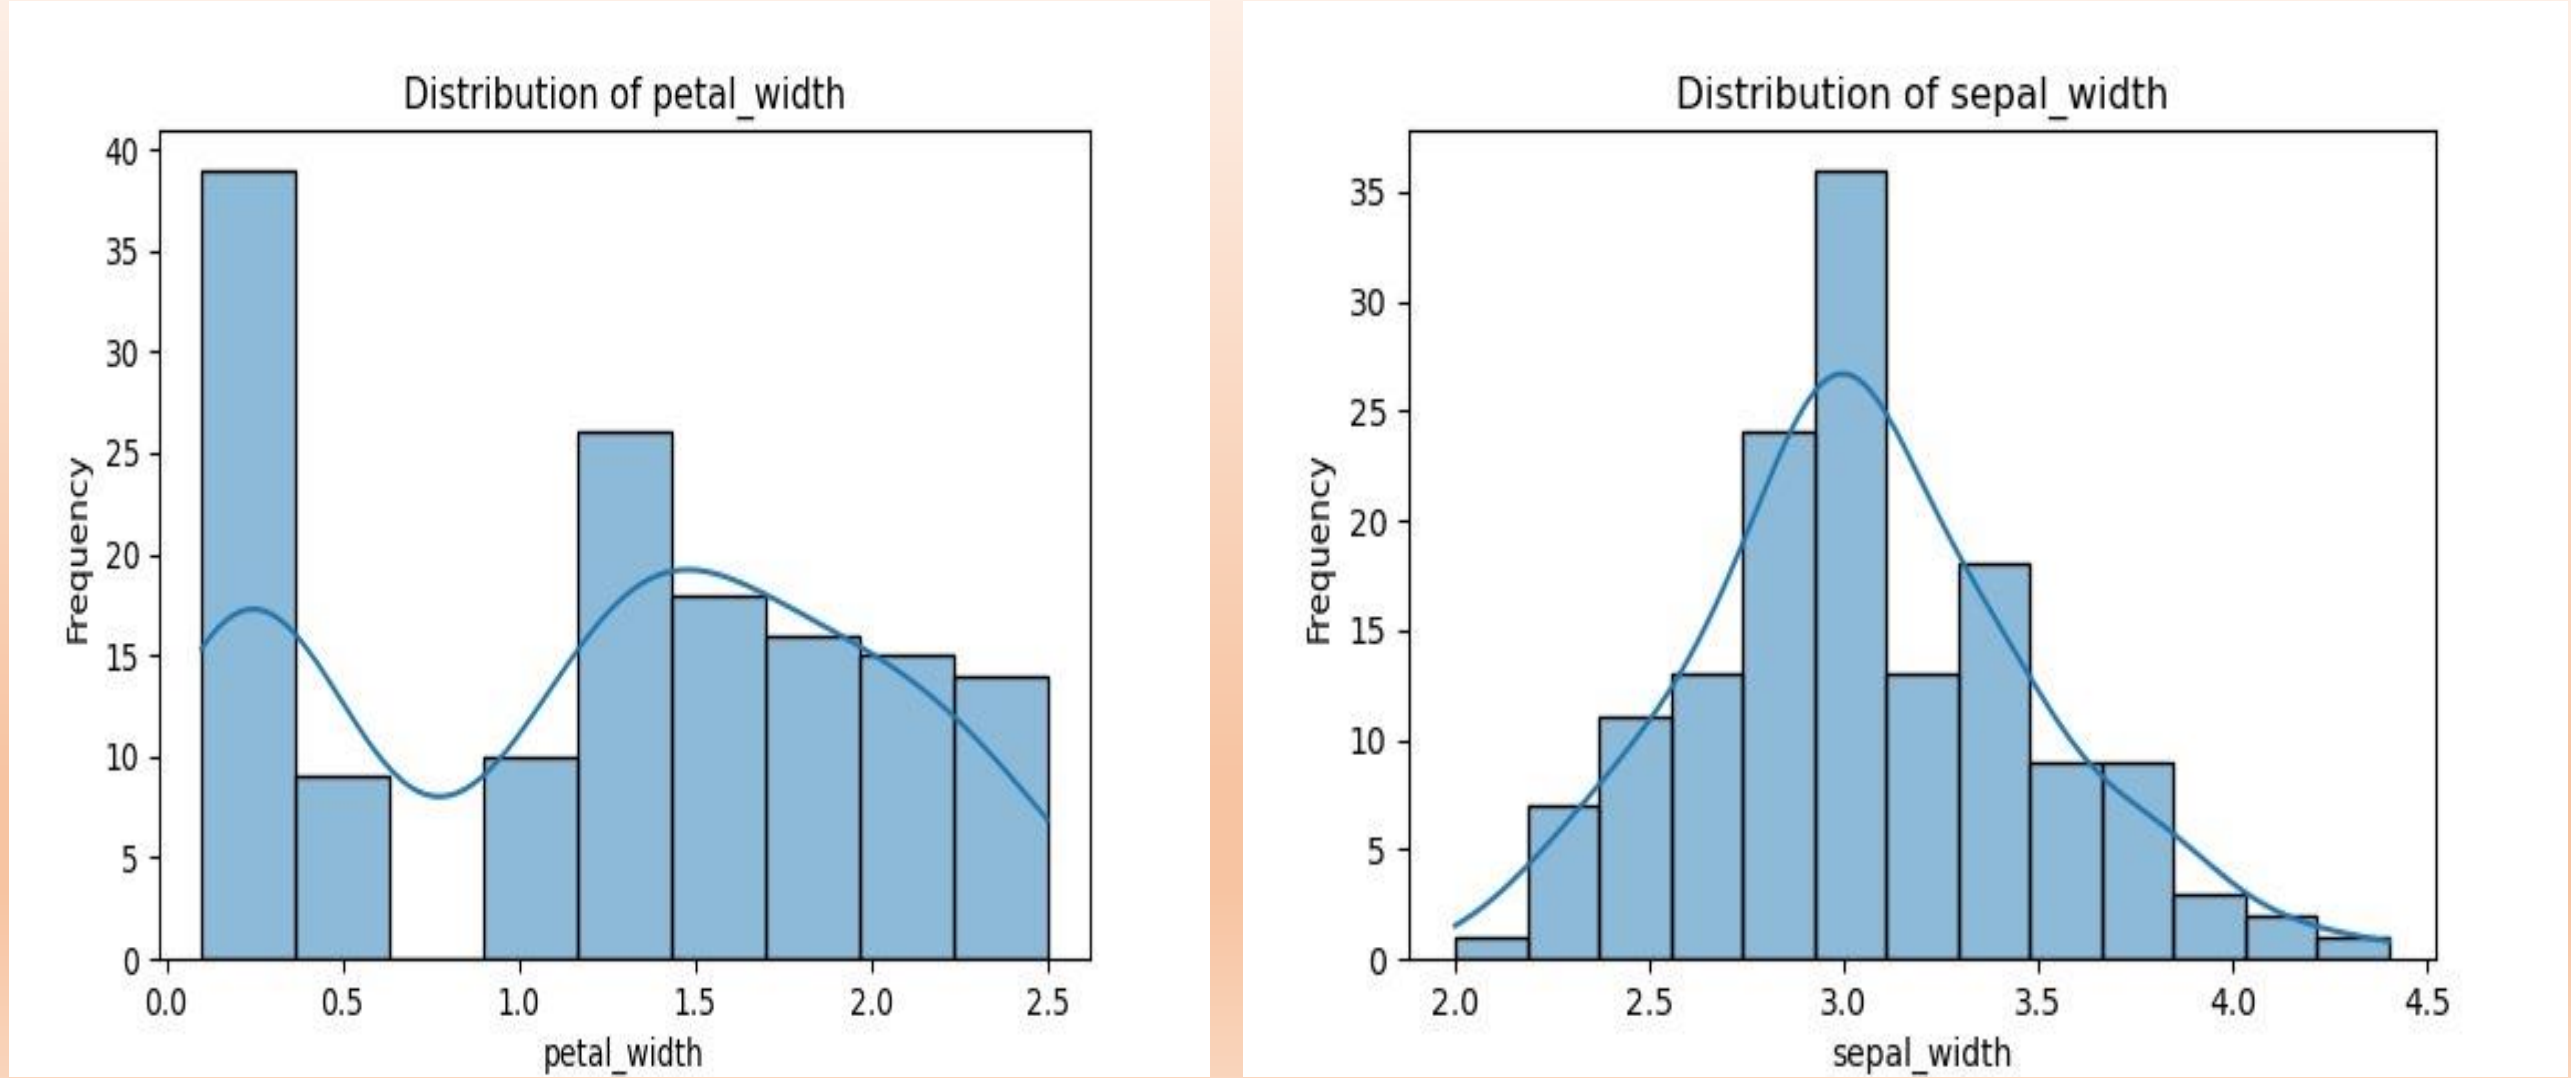 Distribution of petal_width
40
35
30
25
20
15
10
5
0
Frequency
0.0 0.5 1.0 1.5 2.0 2.5
petal_width
Distribution of sepal_width
35
30
25
20
15
10
5
0
Frequency
2.0 2.5 3.0 3.5 4.0 4.5
sepal_width